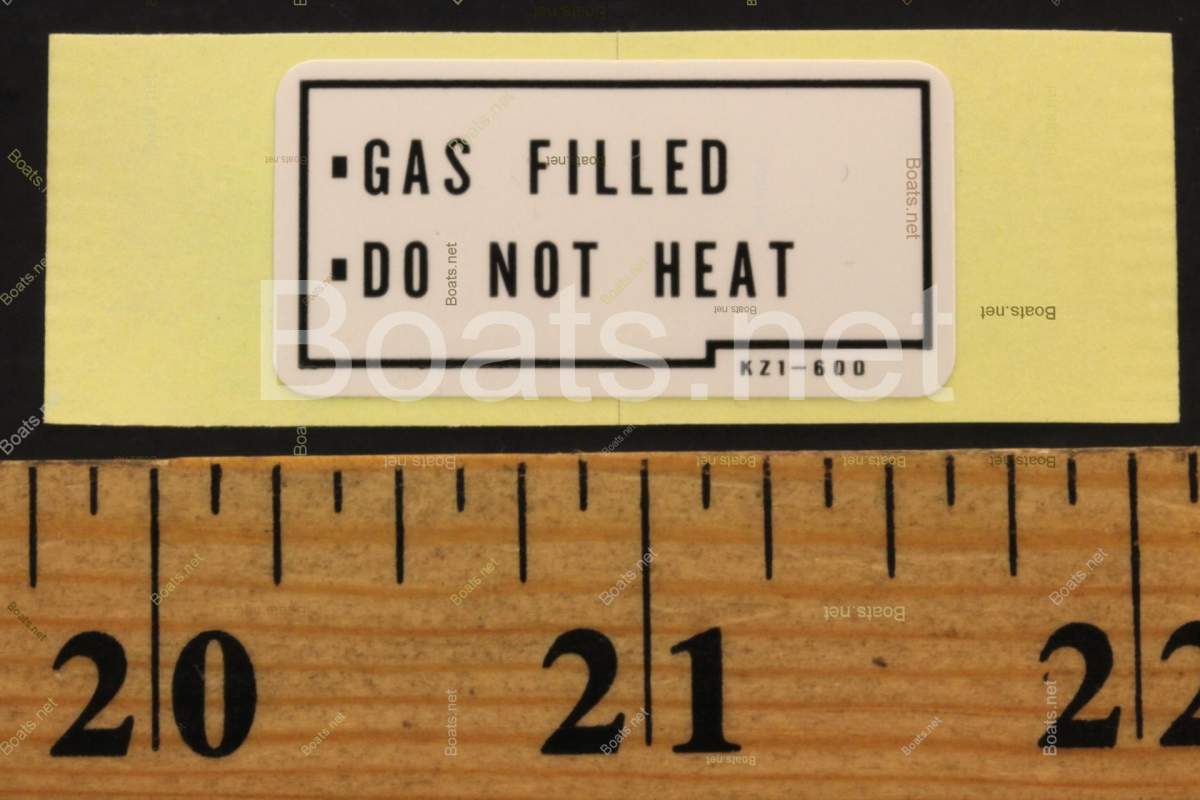 ▪GAS FILLED
▪DO NOT HEAT
KZ1-600
Boats.net
20 21 22